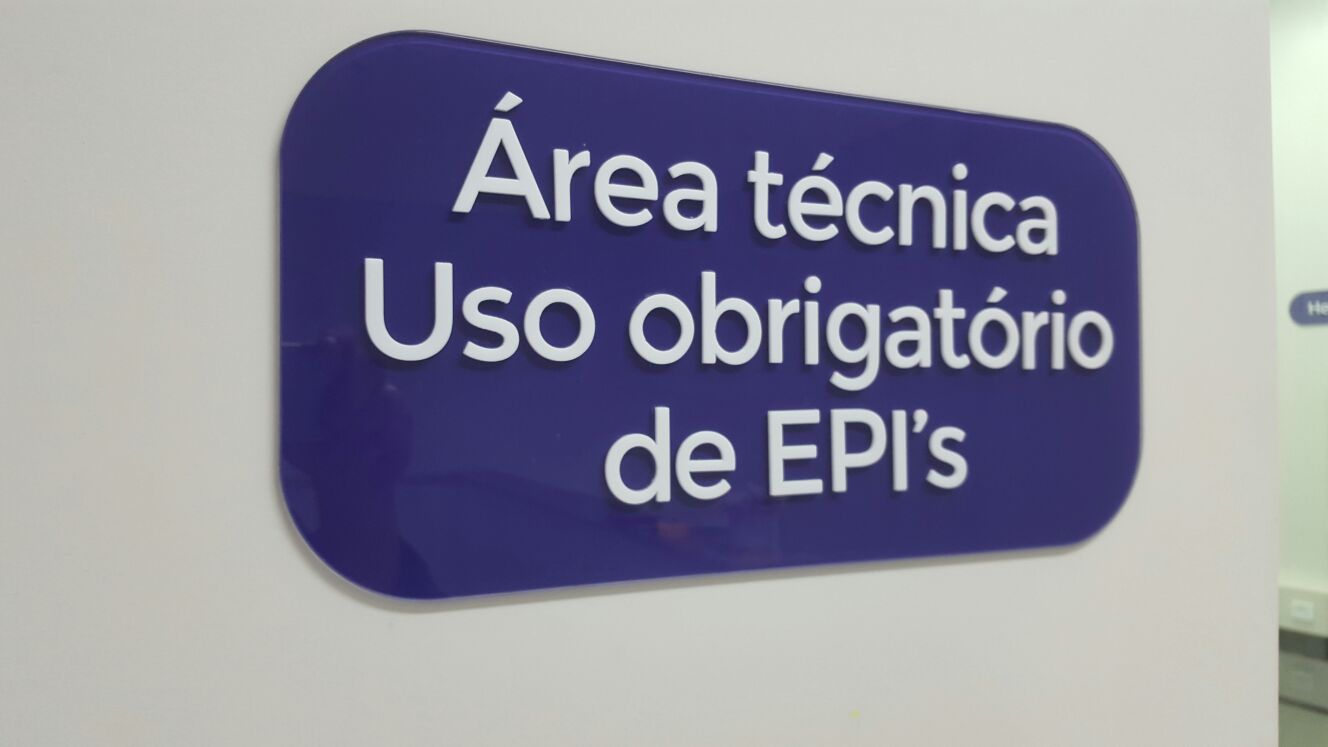 Área técnica
Uso obrigatório
de EPI's